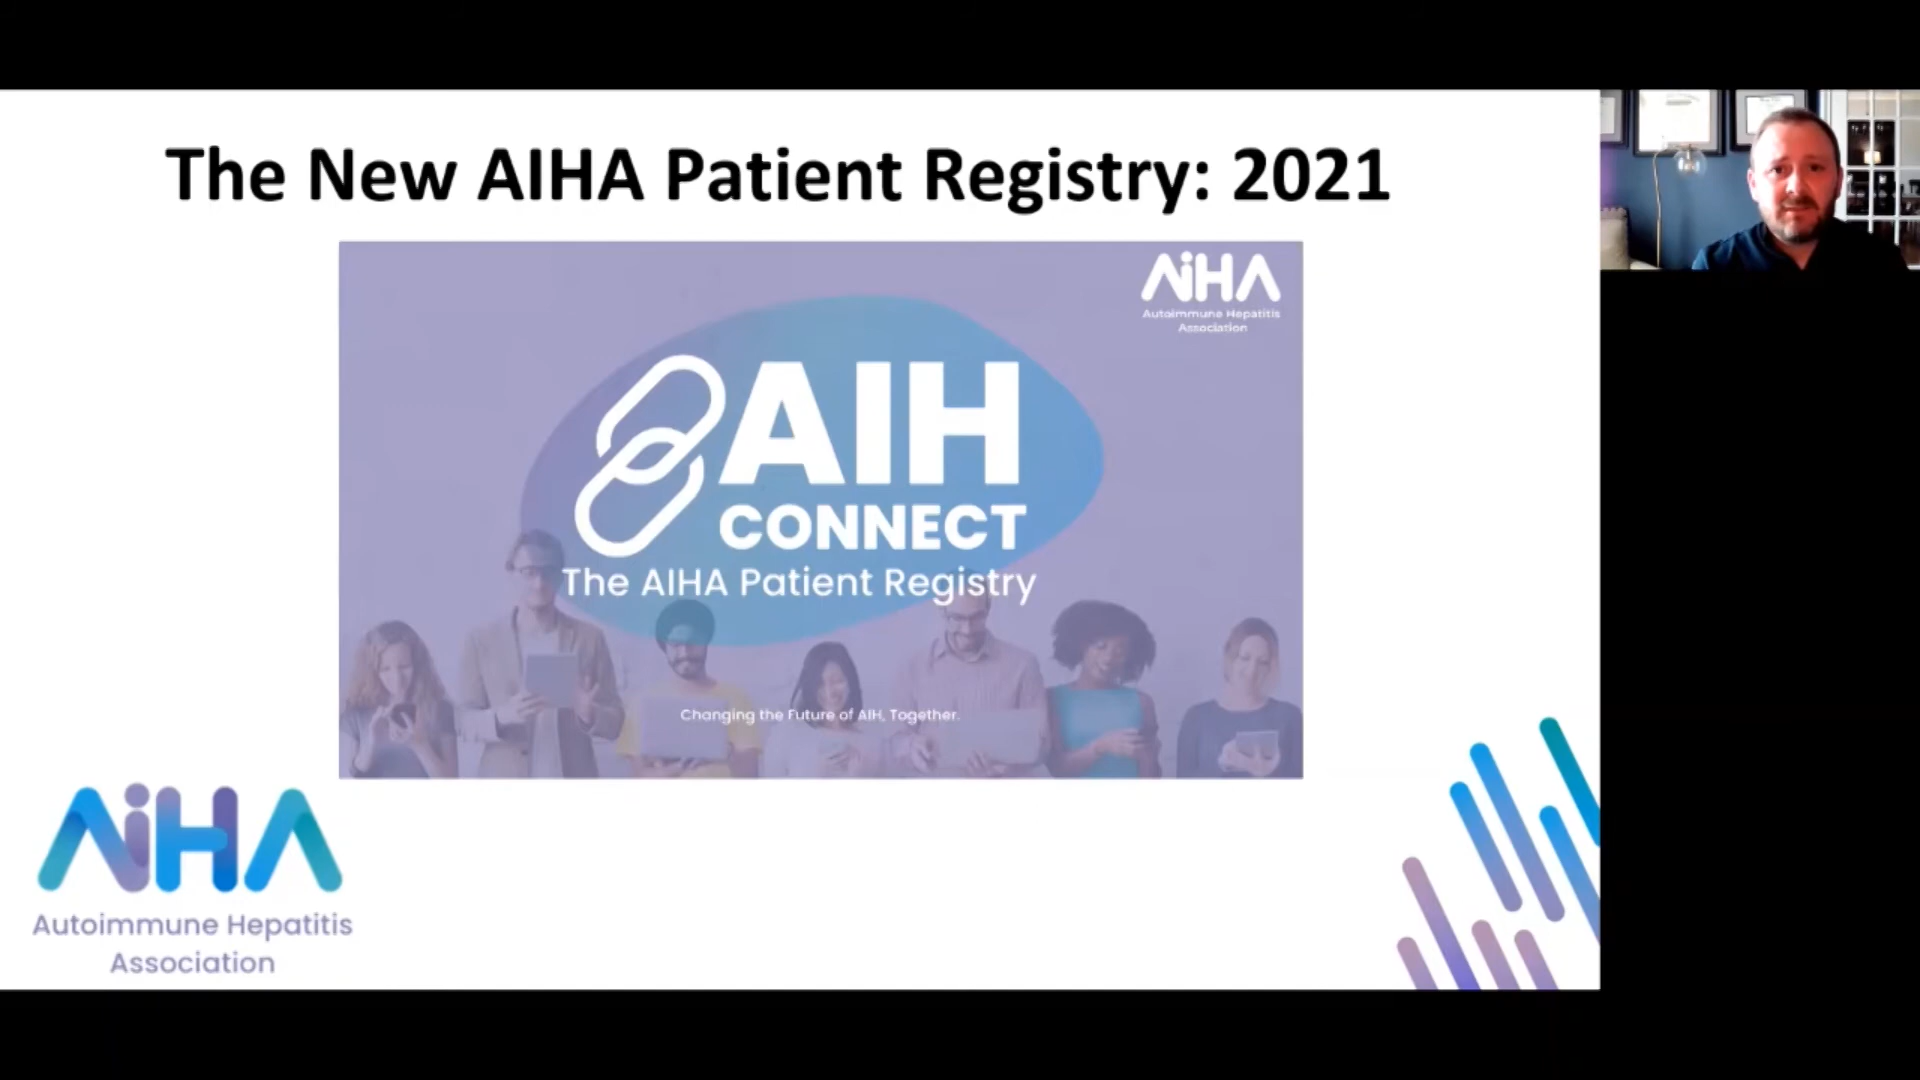 The New AIHA Patient Registry: 2021
AiHA
Autoimmune Hepatitis
Association
AIH
CONNECT
The AIHA Patient Registry
Changing the Future of AIH, Together.
AiHA
Autoimmune Hepatitis
Association